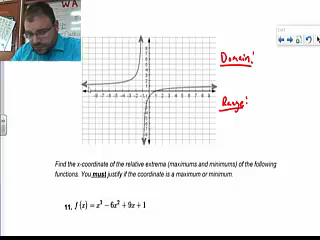 Domain:
Range:
Find the x-coordinate of the relative extrema (maximums and minimums) of the following
functions. You must justify if the coordinate is a maximum or minimum.
11. f(x) = x³ − 6x² + 9x + 1